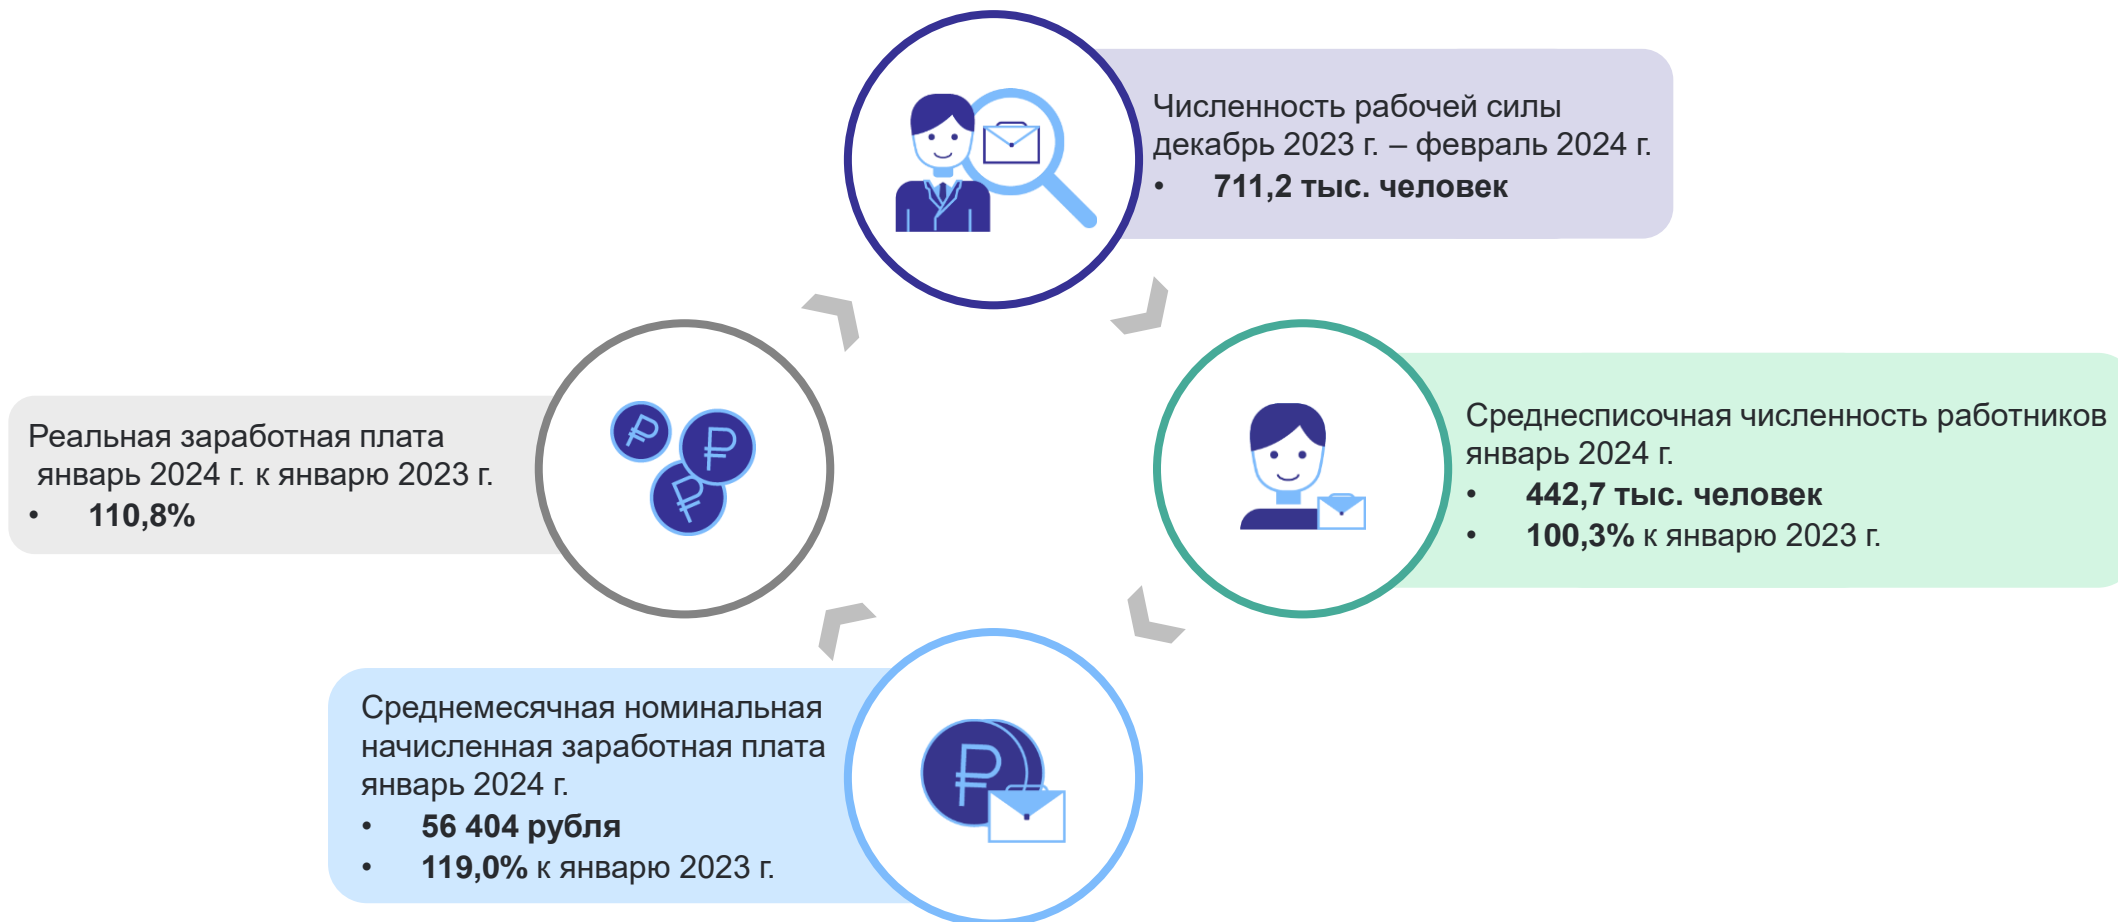 Численность рабочей силы
декабрь 2023 г. – февраль 2024 г.
• 711,2 тыс. человек
Среднесписочная численность работников
январь 2024 г.
• 442,7 тыс. человек
• 100,3% к январю 2023 г.
Реальная заработная плата
январь 2024 г. к январю 2023 г.
• 110,8%
Среднемесячная номинальная
начисленная заработная плата
январь 2024 г.
• 56 404 рубля
• 119,0% к январю 2023 г.